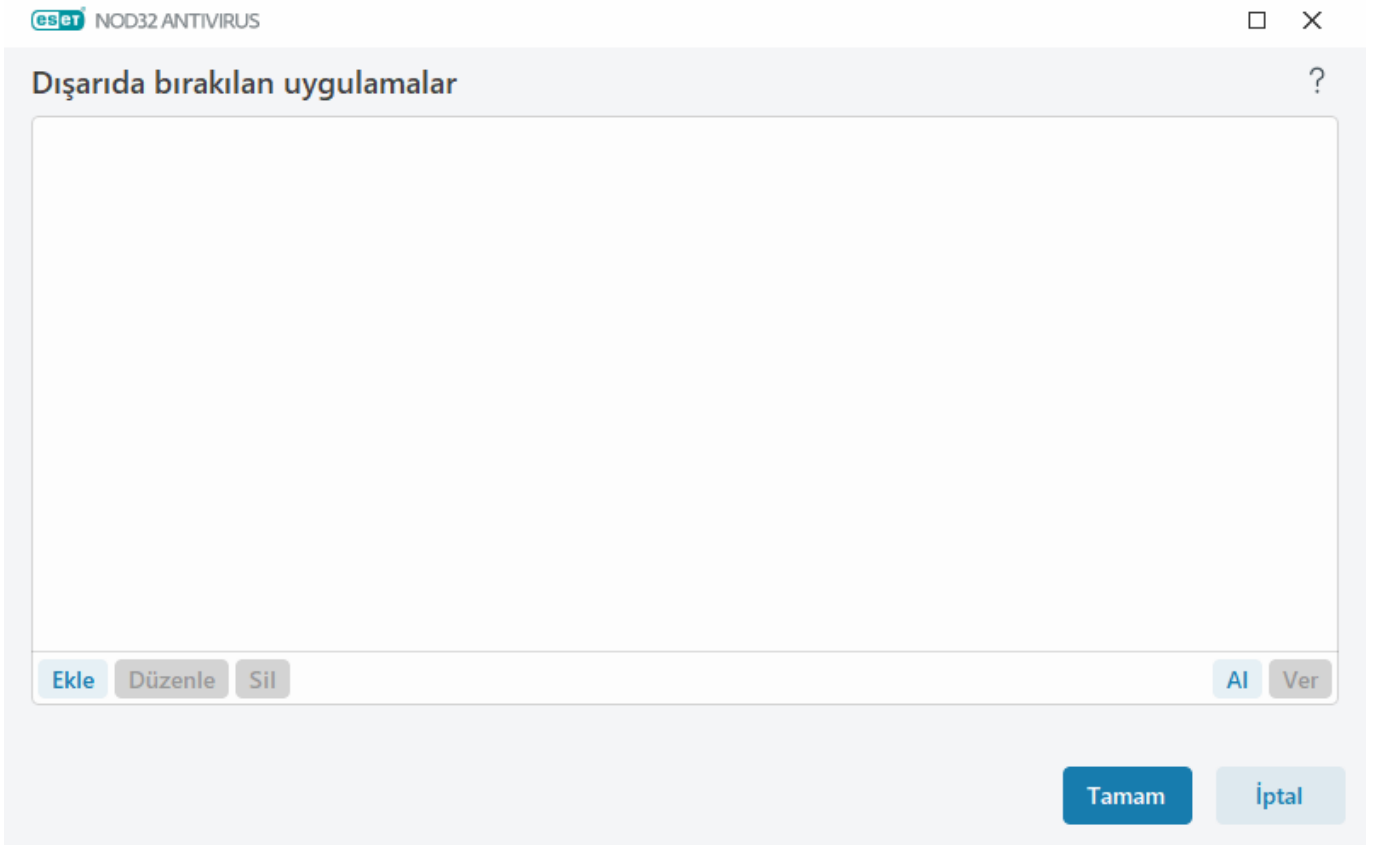 eset NOD32 ANTIVIRUS
Dışarıda bırakılan uygulamalar ?
Ekle Düzenle Sil Al Ver
Tamam İptal